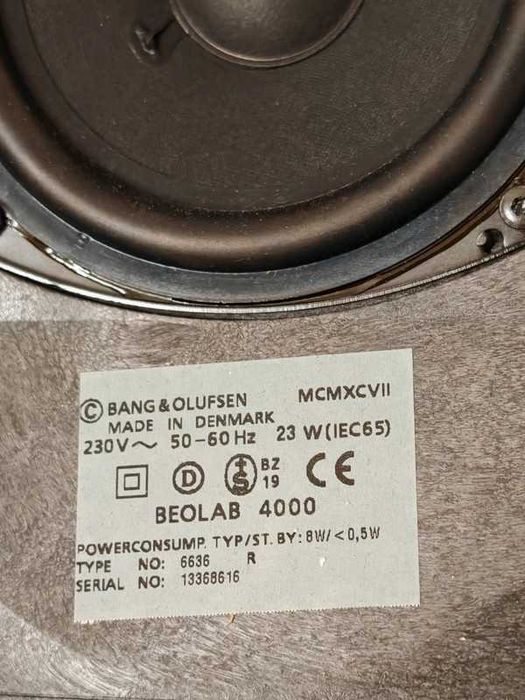 © BANG & OLUFSEN MCMXCVII
MADE IN DENMARK
230V~ 50-60 Hz 23 W(IEC65)
D S BZ 19 CE
BEOLAB 4000
POWERCONSUMP. TYP/ST. BY: 8W/<0,5W
TYPE NO: 6636 R
SERIAL NO: 13368616